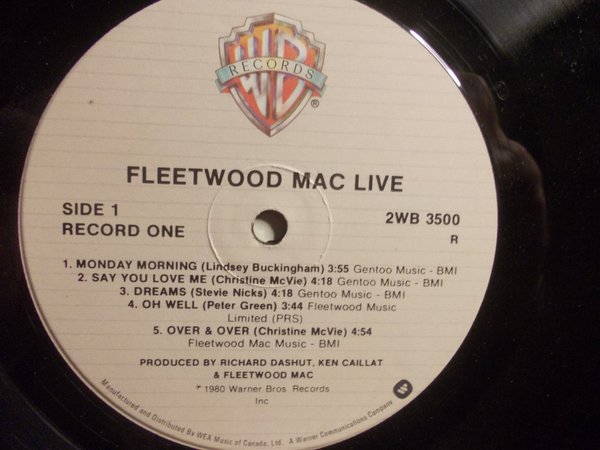 WB
RECORDS
®
FLEETWOOD MAC LIVE
SIDE 1
RECORD ONE
2WB 3500
R
1. MONDAY MORNING (Lindsey Buckingham) 3:55 Gentoo Music - BMI
2. SAY YOU LOVE ME (Christine McVie) 4:18 Gentoo Music - BMI
3. DREAMS (Stevie Nicks) 4:18 Gentoo Music - BMI
4. OH WELL (Peter Green) 3:44 Fleetwood Music
Limited (PRS)
5. OVER & OVER (Christine McVie) 4:54
Fleetwood Mac Music - BMI
PRODUCED BY RICHARD DASHUT, KEN CAILLAT
& FLEETWOOD MAC
℗ 1980 Warner Bros. Records
Inc
Manufactured and Distributed By WEA Music of Canada, Ltd. A Warner Communications Company